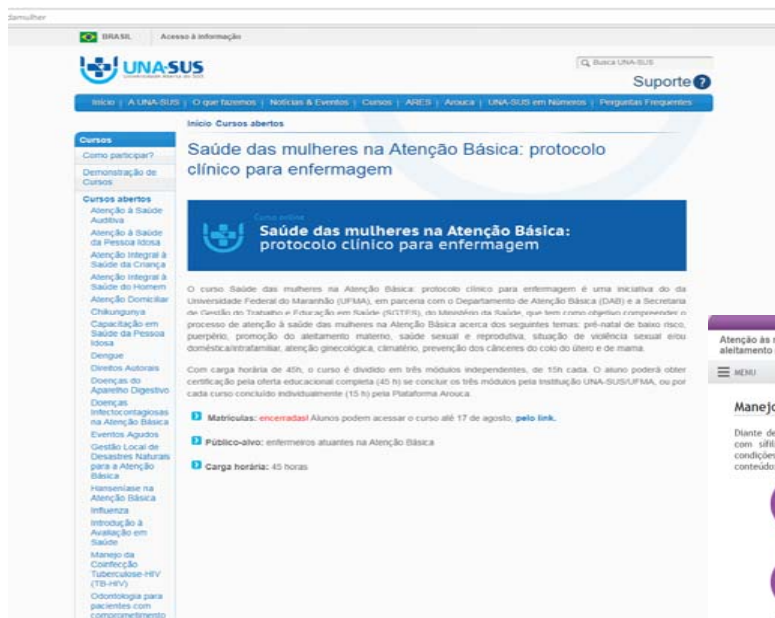 damulher
BRASIL Acesso à informação
UNA-SUS
Universidade Aberta do SUS
Busca UNA-SUS
Suporte ?
Início | A UNA-SUS | O que fazemos | Notícias & Eventos | Cursos | ARES | Arouca | UNA-SUS em Números | Perguntas Frequentes
Início Cursos abertos
Cursos
Como participar?
Demonstração de
Cursos
Cursos abertos
Atenção à Saúde
Auditiva
Atenção à Saúde
da Pessoa Idosa
Atenção Integral à
Saúde da Criança
Atenção Integral à
Saúde do Homem
Atenção Domiciliar
Chikungunya
Capacitação em
Saúde da Pessoa
Idosa
Dengue
Direitos Autorais
Doenças do
Aparelho Digestivo
Doenças
Infectocontagiosas
na Atenção Básica
Eventos Agudos
Gestão Local de
Desastres Naturais
para a Atenção
Básica
Hanseníase na
Atenção Básica
Influenza
Introdução à
Avaliação em
Saúde
Manejo da
Coinfecção
Tuberculose-HIV
(TB-HIV)
Odontologia para
pacientes com
comprometimento
Saúde das mulheres na Atenção Básica: protocolo
clínico para enfermagem
Curso online
Saúde das mulheres na Atenção Básica:
protocolo clínico para enfermagem
O curso Saúde das mulheres na Atenção Básica: protocolo clínico para enfermagem é uma iniciativa do da
Universidade Federal do Maranhão (UFMA), em parceria com o Departamento de Atenção Básica (DAB) e a Secretaria
de Gestão do Trabalho e Educação em Saúde (SGTES), do Ministério da Saúde, que tem como objetivo compreender o
processo de atenção à saúde das mulheres na Atenção Básica acerca dos seguintes temas: pré-natal de baixo risco,
puerpério, promoção do aleitamento materno, saúde sexual e reprodutiva, situação de violência sexual e/ou
doméstica/intrafamiliar, atenção ginecológica, climatério, prevenção dos cânceres do colo do útero e de mama.
Com carga horária de 45h, o curso é dividido em três módulos independentes, de 15h cada. O aluno poderá obter
certificação pela oferta educacional completa (45 h) se concluir os três módulos pela Instituição UNA-SUS/UFMA, ou por
cada curso concluído individualmente (15 h) pela Plataforma Arouca.
Matrículas: encerradas! Alunos podem acessar o curso até 17 de agosto, pelo link.
Público-alvo: enfermeiros atuantes na Atenção Básica
Carga horária: 45 horas
Atenção às
aleitamento
MENU
Manejo
Diante de
com sífil
condições
conteúdo